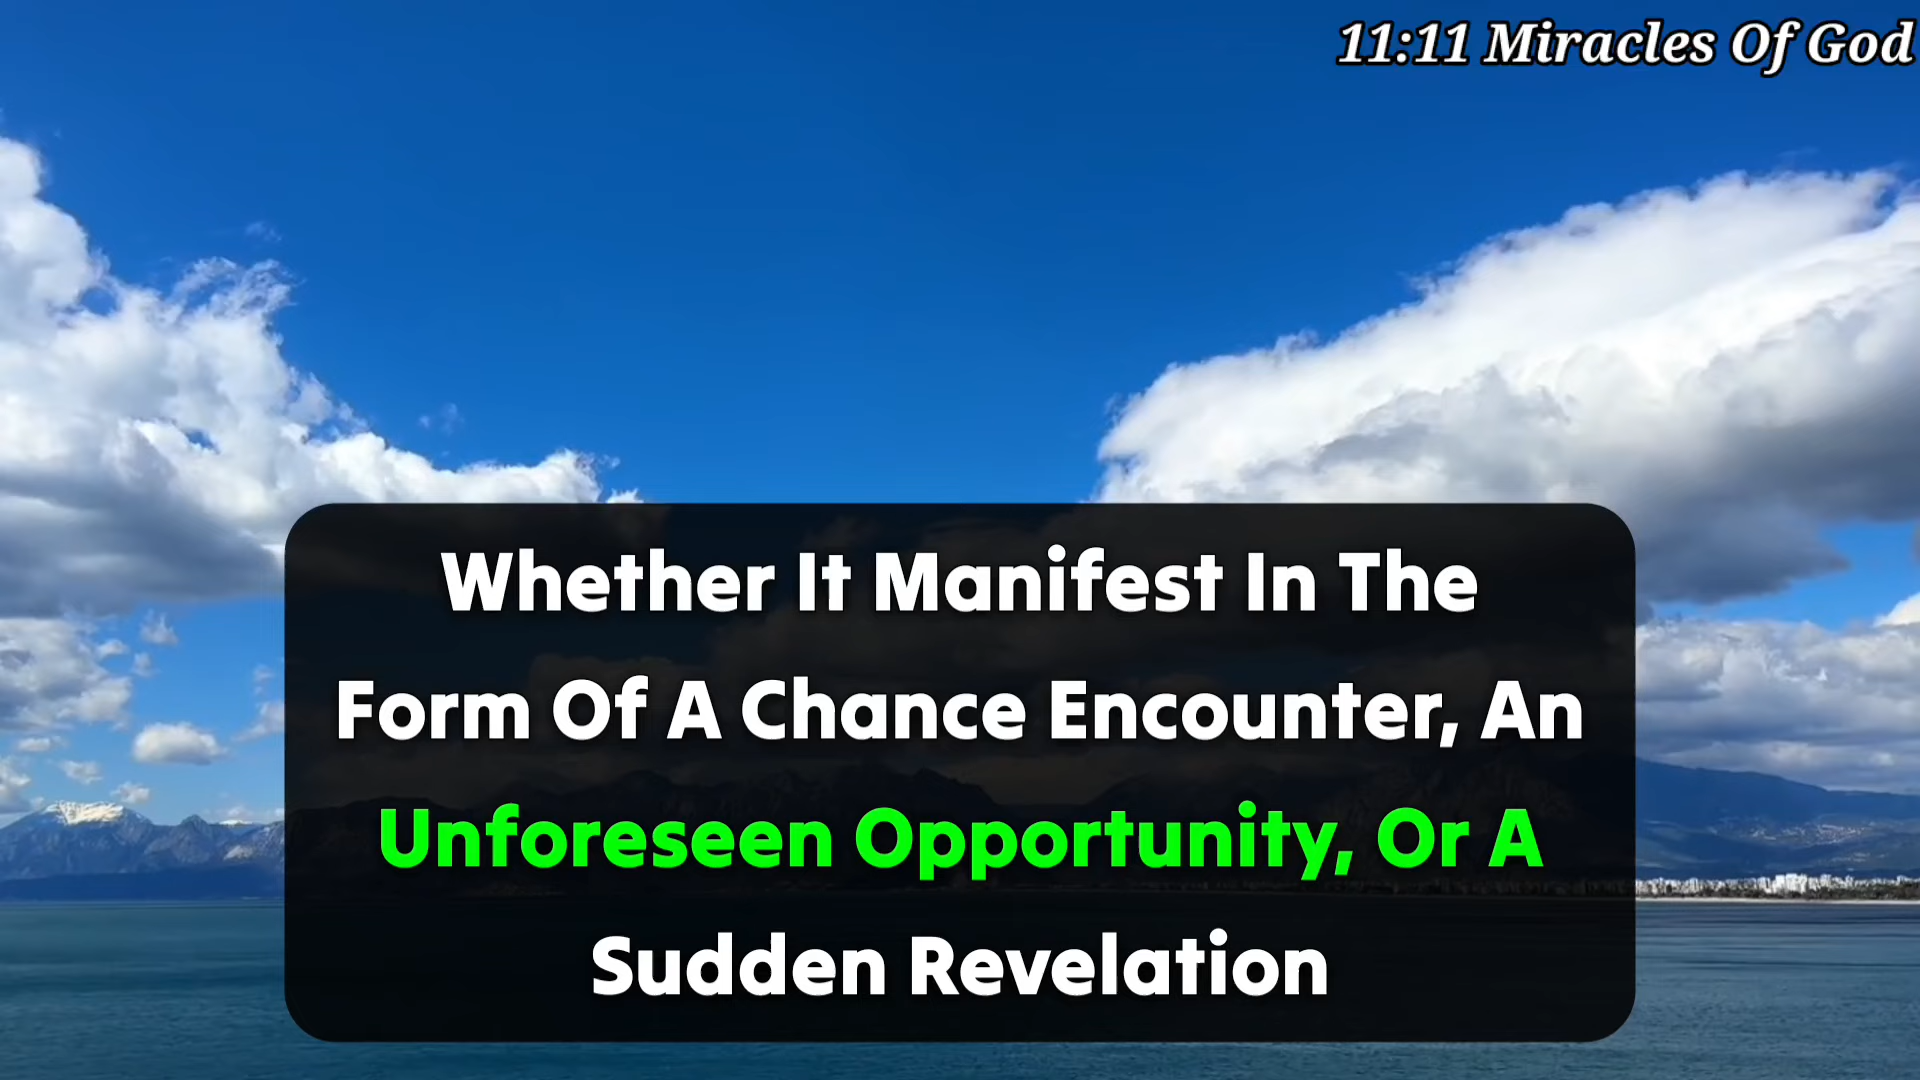 11:11 Miracles Of God
Whether It Manifest In The
Form Of A Chance Encounter, An
Unforeseen Opportunity, Or A
Sudden Revelation